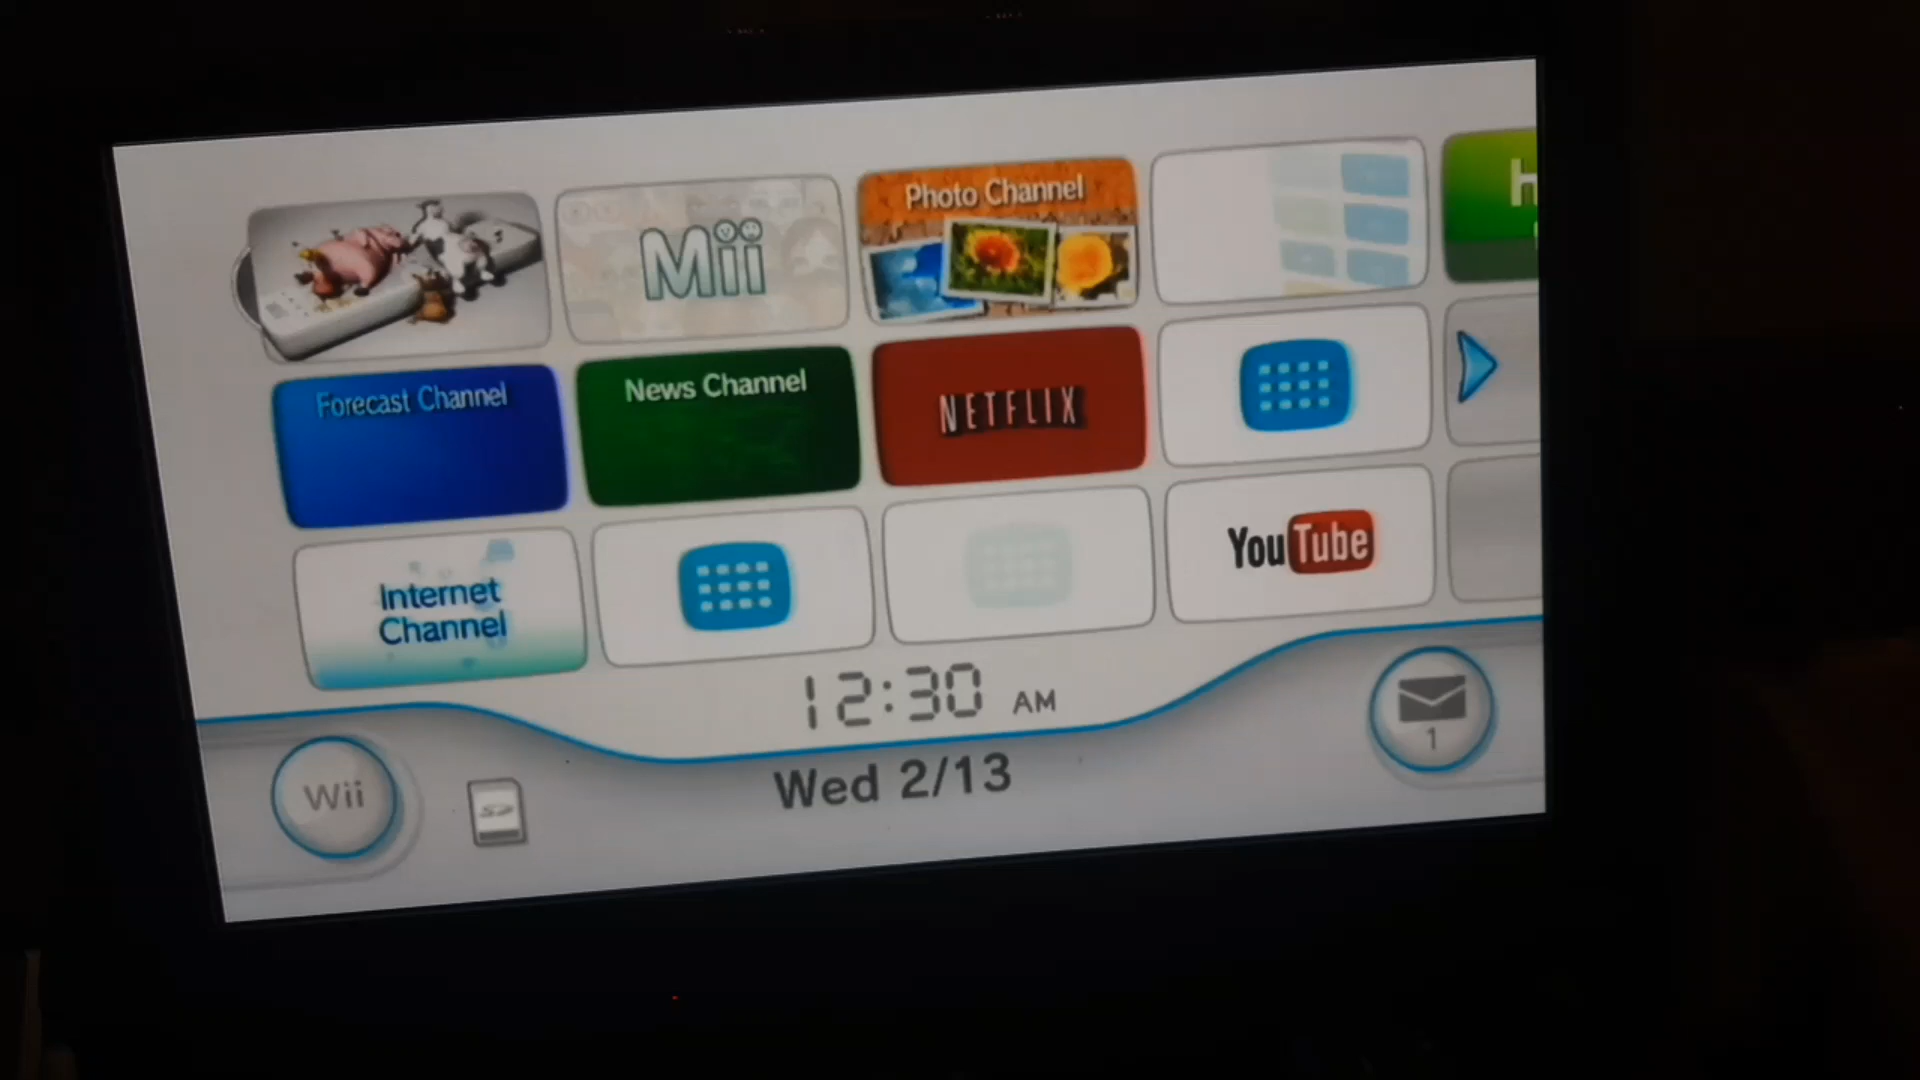 Mii
Photo Channel
h
Forecast Channel
News Channel
NETFLIX
Internet
Channel
YouTube
12:30 AM
Wii
Wed 2/13
1